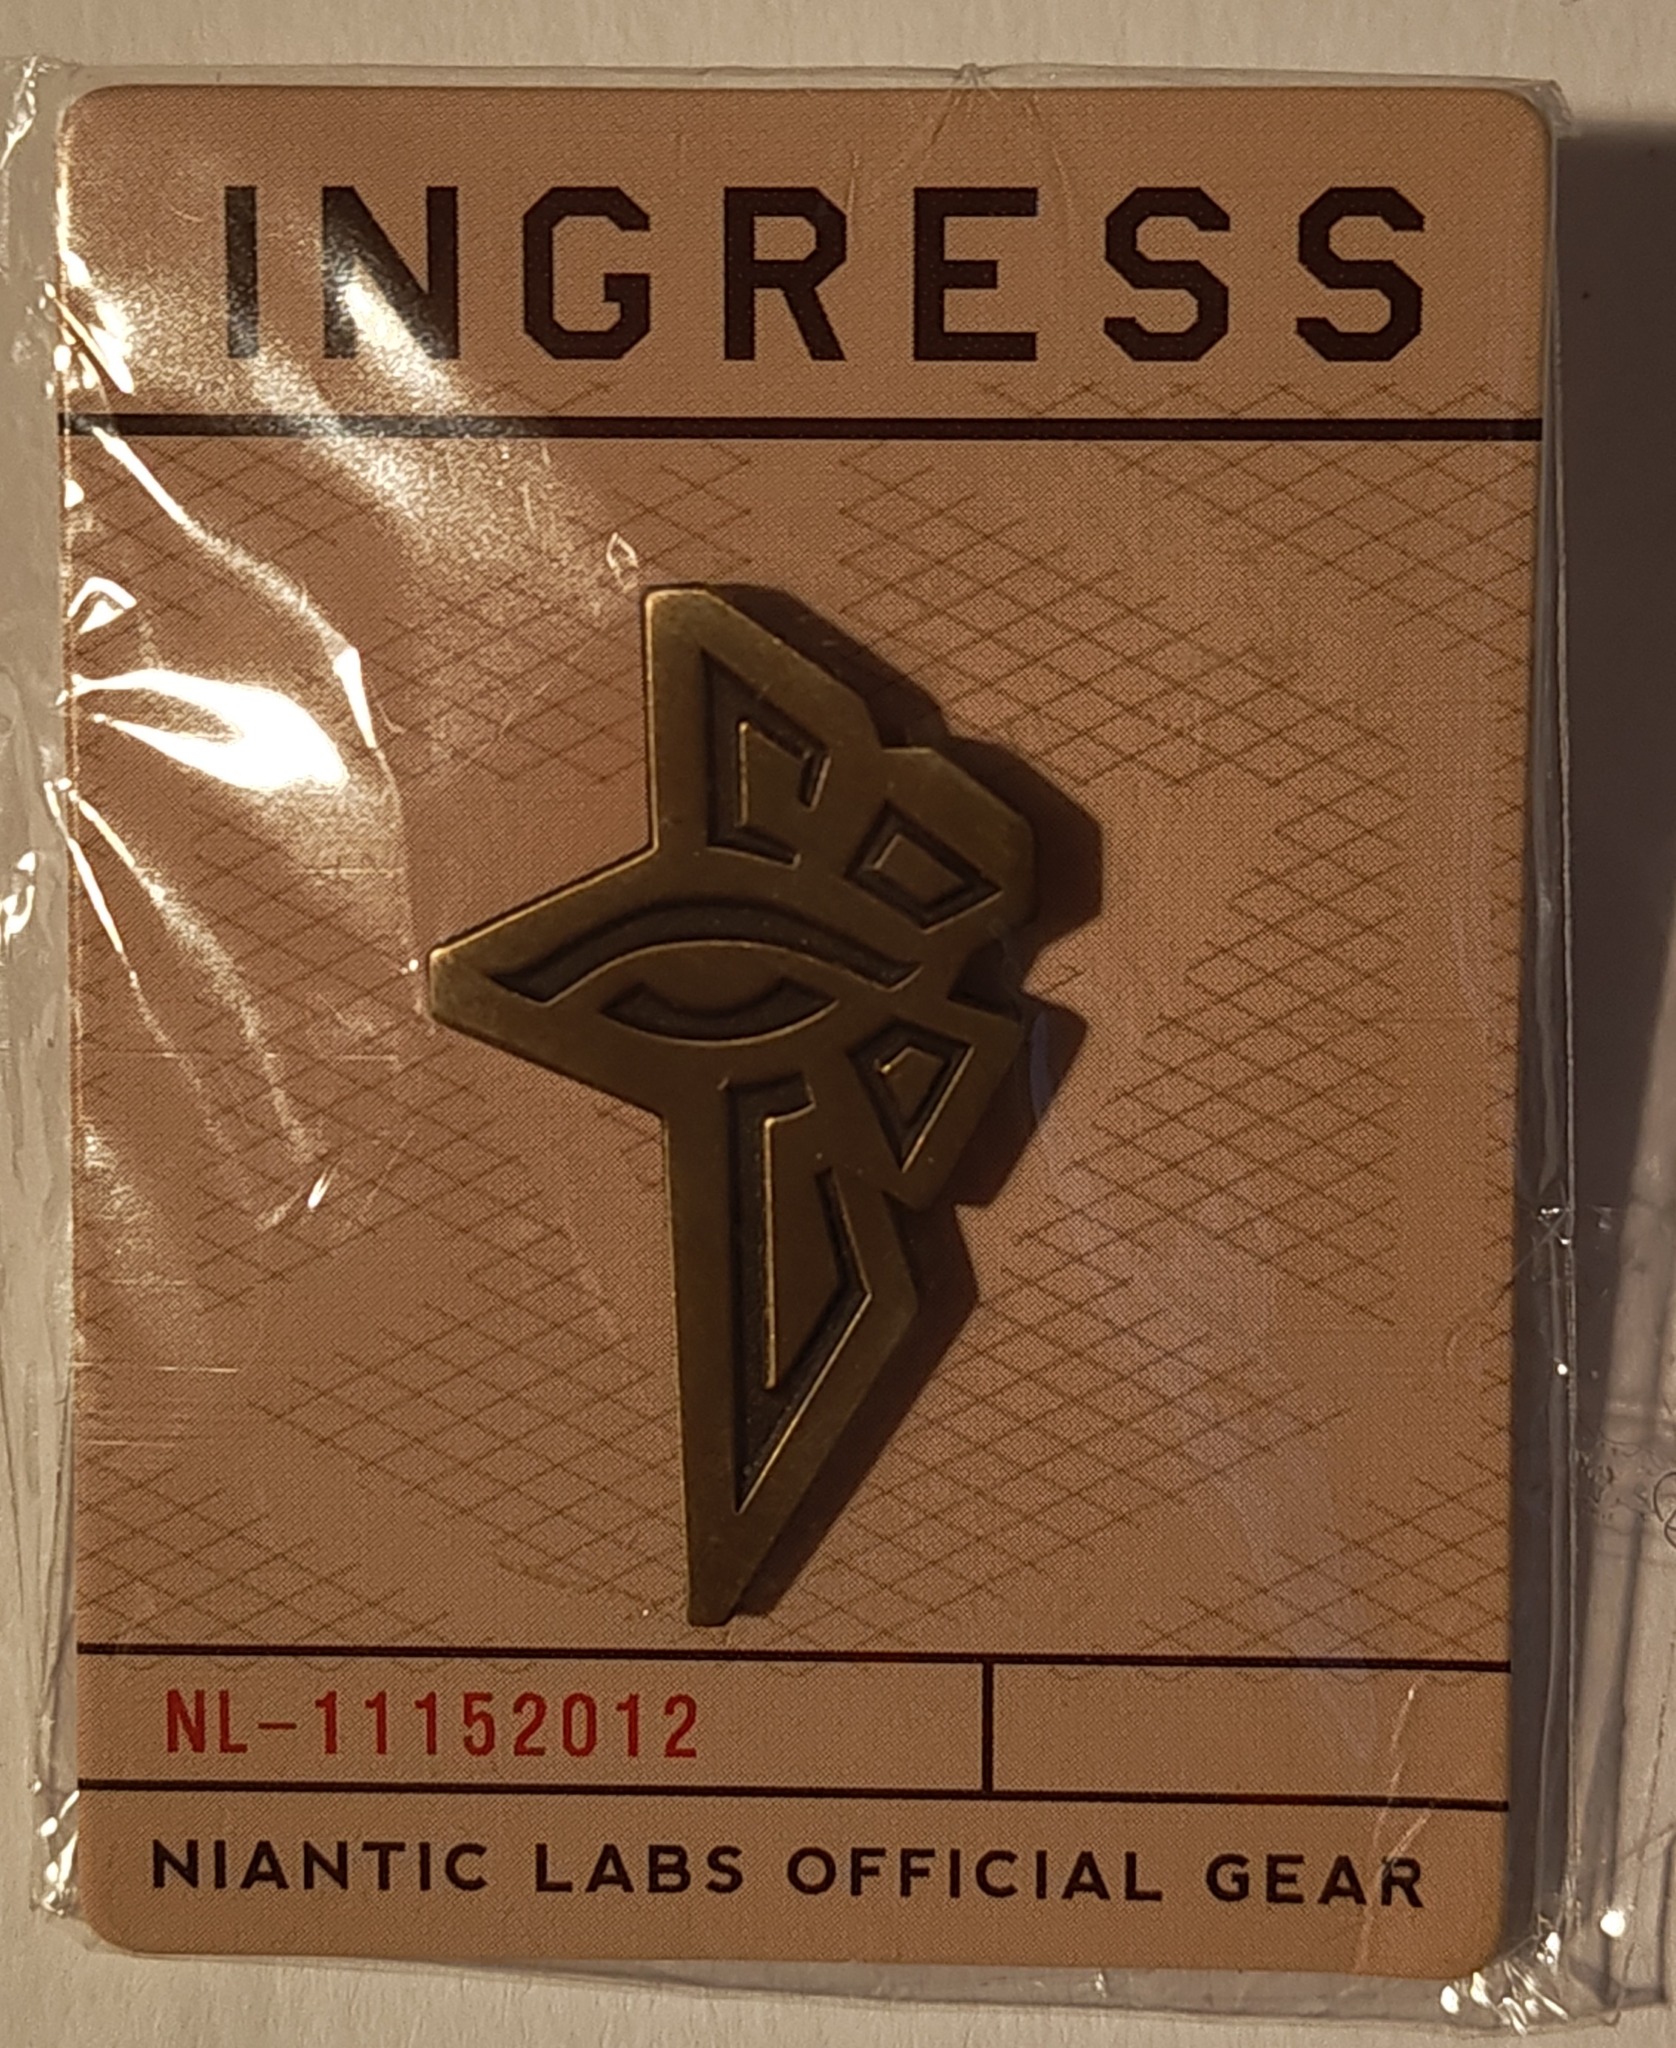 INGRESS
NL-11152012
NIANTIC LABS OFFICIAL GEAR